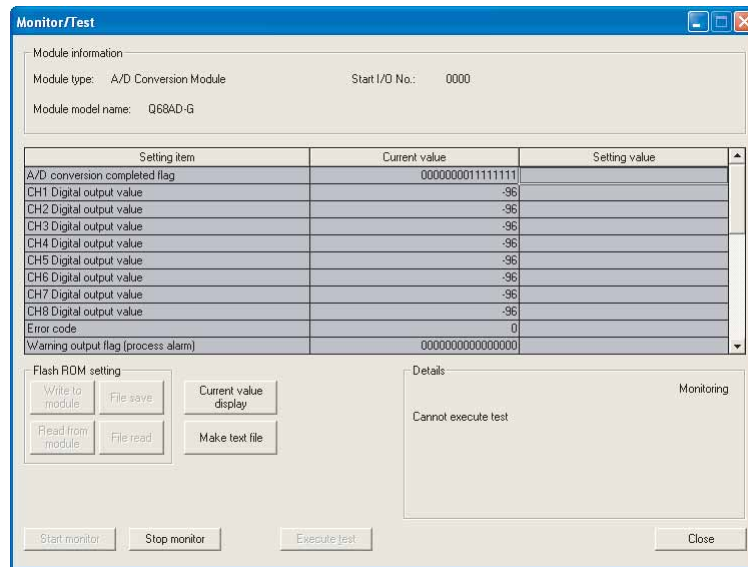 Monitor/Test
Module information
Module type: A/D Conversion Module Start I/O No.: 0000
Module model name: Q68AD-G
Setting item Current value Setting value
A/D conversion completed flag 0000000011111111
CH1 Digital output value -96
CH2 Digital output value -96
CH3 Digital output value -96
CH4 Digital output value -96
CH5 Digital output value -96
CH6 Digital output value -96
CH7 Digital output value -96
CH8 Digital output value -96
Error code 0
Warning output flag (process alarm) 0000000000000000
Flash ROM setting
Write to module
File save
Current value display
Read from module
File read
Make text file
Details
Monitoring
Cannot execute test
Start monitor
Stop monitor
Execute test
Close